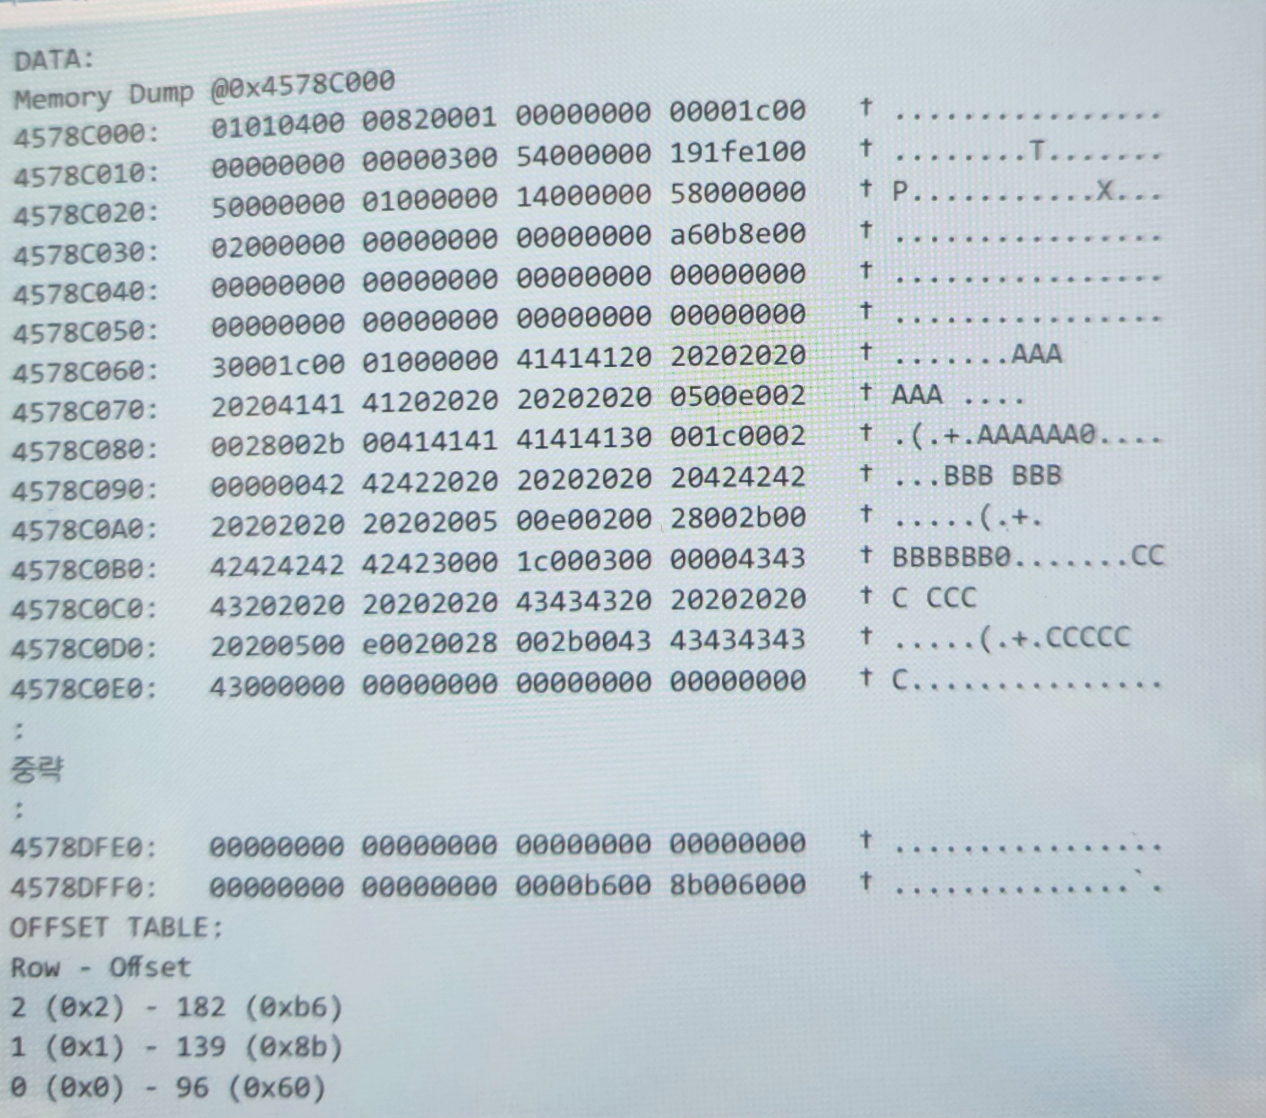 DATA:
Memory Dump @0x4578C000
4578C000: 01010400 00820001 00000000 00001c00 † ................
4578C010: 00000000 00000300 54000000 191fe100 † ........T.......
4578C020: 50000000 01000000 14000000 58000000 † P...........X...
4578C030: 02000000 00000000 00000000 a60b8e00 † ................
4578C040: 00000000 00000000 00000000 00000000 † ................
4578C050: 00000000 00000000 00000000 00000000 † ................
4578C060: 30001c00 01000000 41414120 20202020 † .......AAA
4578C070: 20204141 41202020 20202020 0500e002 † AAA ....
4578C080: 0028002b 00414141 41414130 001c0002 † .(.+.AAAAAA0....
4578C090: 00000042 42422020 20202020 20424242 † ...BBB BBB
4578C0A0: 20202020 20202005 00e00200 28002b00 † .....(.+.
4578C0B0: 42424242 42423000 1c000300 00004343 † BBBBBB0.......CC
4578C0C0: 43202020 20202020 43434320 20202020 † C CCC
4578C0D0: 20200500 e0020028 002b0043 43434343 † .....(.+.CCCCC
4578C0E0: 43000000 00000000 00000000 00000000 † C...............
:
중략
:
4578DFE0: 00000000 00000000 00000000 00000000 † ................
4578DFF0: 00000000 00000000 0000b600 8b006000 † ..............`.
OFFSET TABLE:
Row - Offset
2 (0x2) - 182 (0xb6)
1 (0x1) - 139 (0x8b)
0 (0x0) - 96 (0x60)